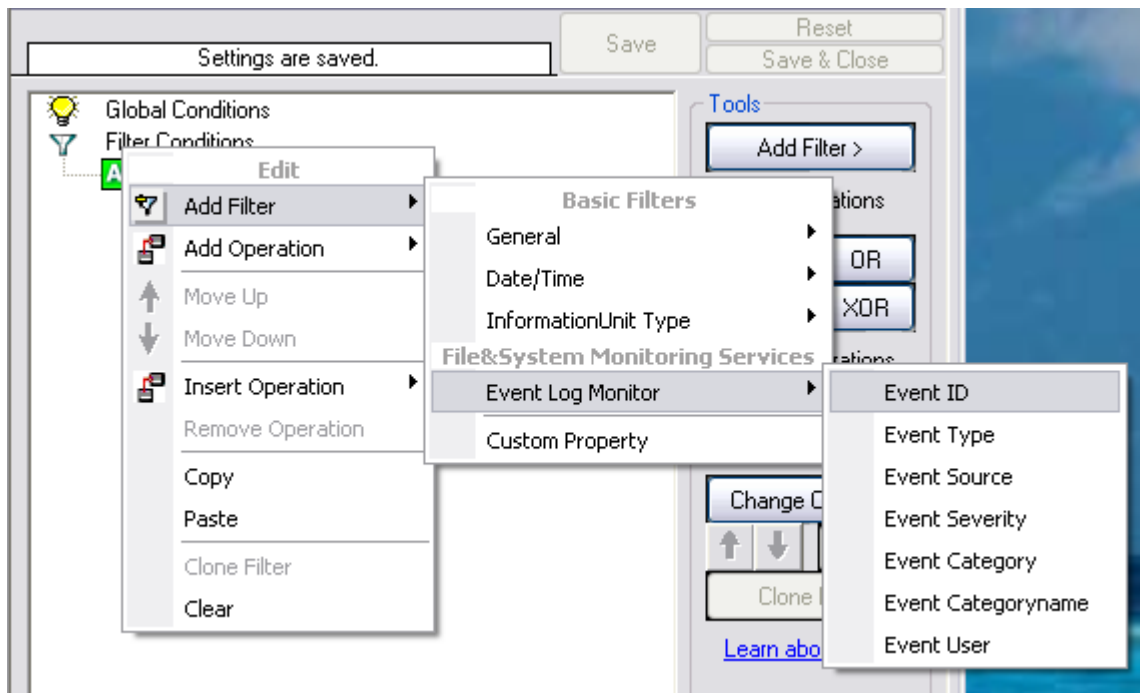 Reset
Save
Settings are saved.
Save & Close
Global Conditions
Filter Conditions
Tools
Add Filter >
Edit
Add Filter
Add Operation
Move Up
Move Down
Insert Operation
Remove Operation
Copy
Paste
Clone Filter
Clear
Basic Filters
General
Date/Time
InformationUnit Type
File&System Monitoring Services
Event Log Monitor
Custom Property
OR
XOR
Event ID
Event Type
Event Source
Event Severity
Event Category
Event Categoryname
Event User
Change
Clone
Learn